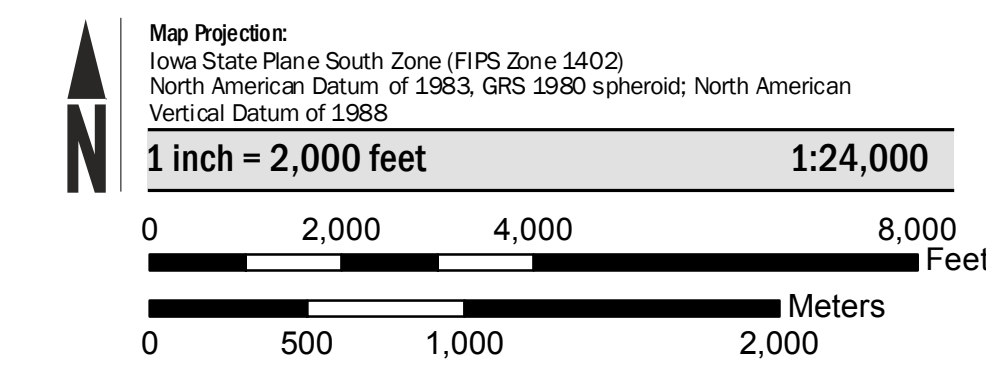 Map Projection:
Iowa State Plane South Zone (FIPS Zone 1402)
North American Datum of 1983, GRS 1980 spheroid; North American
Vertical Datum of 1988
N
1 inch = 2,000 feet 1:24,000
0 2,000 4,000 8,000
Feet
Meters
0 500 1,000 2,000